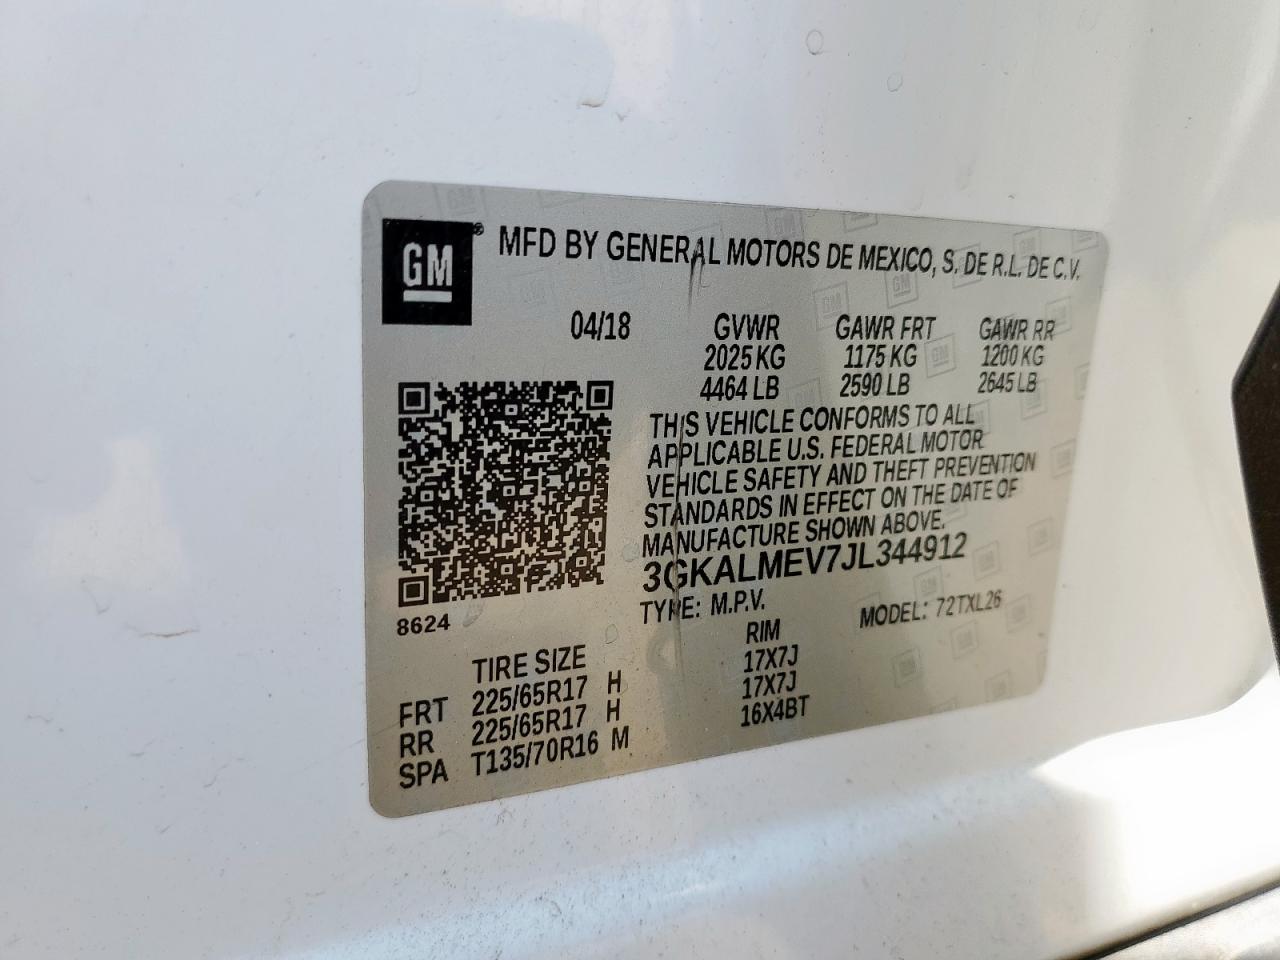 GM® MFD BY GENERAL MOTORS DE MEXICO, S. DE R.L. DE C.V.
04/18 GVWR GAWR FRT GAWR RR
2025 KG 1175 KG 1200 KG
4464 LB 2590 LB 2645 LB
THIS VEHICLE CONFORMS TO ALL
APPLICABLE U.S. FEDERAL MOTOR
VEHICLE SAFETY AND THEFT PREVENTION
STANDARDS IN EFFECT ON THE DATE OF
MANUFACTURE SHOWN ABOVE.
3GKALMEV7JL344912
8624 TYPE: M.P.V. MODEL: 72TXL26
TIRE SIZE RIM
FRT 225/65R17 H 17X7J
RR 225/65R17 H 17X7J
SPA T135/70R16 M 16X4BT